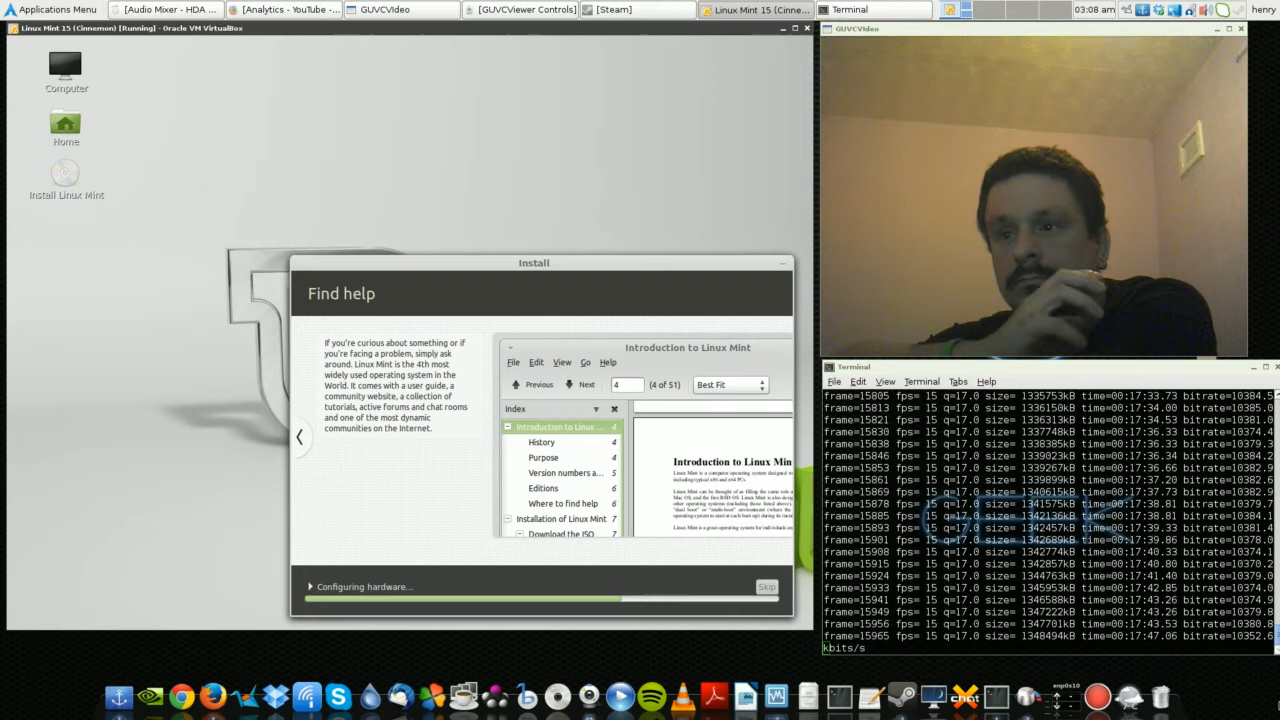 Applications Menu
[Audio Mixer - HDA ...
[Analytics - YouTube -...
GUVCVIdeo
[GUVCViewer Controls]
[Steam]
Linux Mint 15 (Cinne...
Terminal
03:08 am
henry
Linux Mint 15 (Cinnemon) [Running] - Oracle VM VirtualBox
Computer
Home
Install Linux Mint
Install
Find help
If you're curious about something or if
you're facing a problem, simply ask
around. Linux Mint is the 4th most
widely used operating system in the
World. It comes with a user guide, a
community website, a collection of
tutorials, active forums and chat rooms
and one of the most dynamic
communities on the Internet.
Introduction to Linux Mint
File Edit View Go Help
Previous Next 4 (4 of 51) Best Fit
Index
Introduction to Linux ... 4
History 4
Purpose 4
Version numbers a... 5
Editions 6
Where to find help 6
Installation of Linux Mint 7
Download the ISO 7
Introduction to Linux Min
Configuring hardware...
Skip
GUVCVideo
Terminal
File Edit View Terminal Tabs Help
frame=15805 fps= 15 q=17.0 size= 1335753kB time=00:17:33.73 bitrate=10384.5
frame=15813 fps= 15 q=17.0 size= 1336075kB time=00:17:34.00 bitrate=10385.0
frame=15821 fps= 15 q=17.0 size= 1336313kB time=00:17:34.53 bitrate=10381.0
frame=15830 fps= 15 q=17.0 size= 1337748kB time=00:17:36.33 bitrate=10374.4
frame=15838 fps= 15 q=17.0 size= 1338385kB time=00:17:36.33 bitrate=10379.3
frame=15846 fps= 15 q=17.0 size= 1339023kB time=00:17:36.34 bitrate=10384.2
frame=15853 fps= 15 q=17.0 size= 1339267kB time=00:17:36.66 bitrate=10382.9
frame=15861 fps= 15 q=17.0 size= 1339899kB time=00:17:37.20 bitrate=10382.6
frame=15869 fps= 15 q=17.0 size= 1340615kB time=00:17:37.73 bitrate=10382.9
frame=15878 fps= 15 q=17.0 size= 1341575kB time=00:17:38.81 bitrate=10379.7
frame=15885 fps= 15 q=17.0 size= 1342136kB time=00:17:38.81 bitrate=10384.1
frame=15893 fps= 15 q=17.0 size= 1342457kB time=00:17:39.33 bitrate=10381.4
frame=15901 fps= 15 q=17.0 size= 1342689kB time=00:17:39.86 bitrate=10378.0
frame=15908 fps= 15 q=17.0 size= 1342774kB time=00:17:40.33 bitrate=10374.1
frame=15915 fps= 15 q=17.0 size= 1342857kB time=00:17:40.80 bitrate=10370.2
frame=15924 fps= 15 q=17.0 size= 1344763kB time=00:17:41.40 bitrate=10379.0
frame=15933 fps= 15 q=17.0 size= 1345953kB time=00:17:42.85 bitrate=10374.0
frame=15941 fps= 15 q=17.0 size= 1346588kB time=00:17:43.26 bitrate=10374.9
frame=15949 fps= 15 q=17.0 size= 1347222kB time=00:17:43.26 bitrate=10379.8
frame=15956 fps= 15 q=17.0 size= 1347701kB time=00:17:43.53 bitrate=10380.8
frame=15965 fps= 15 q=17.0 size= 1348494kB time=00:17:47.06 bitrate=10352.6
kbits/s
enp0s10
chat